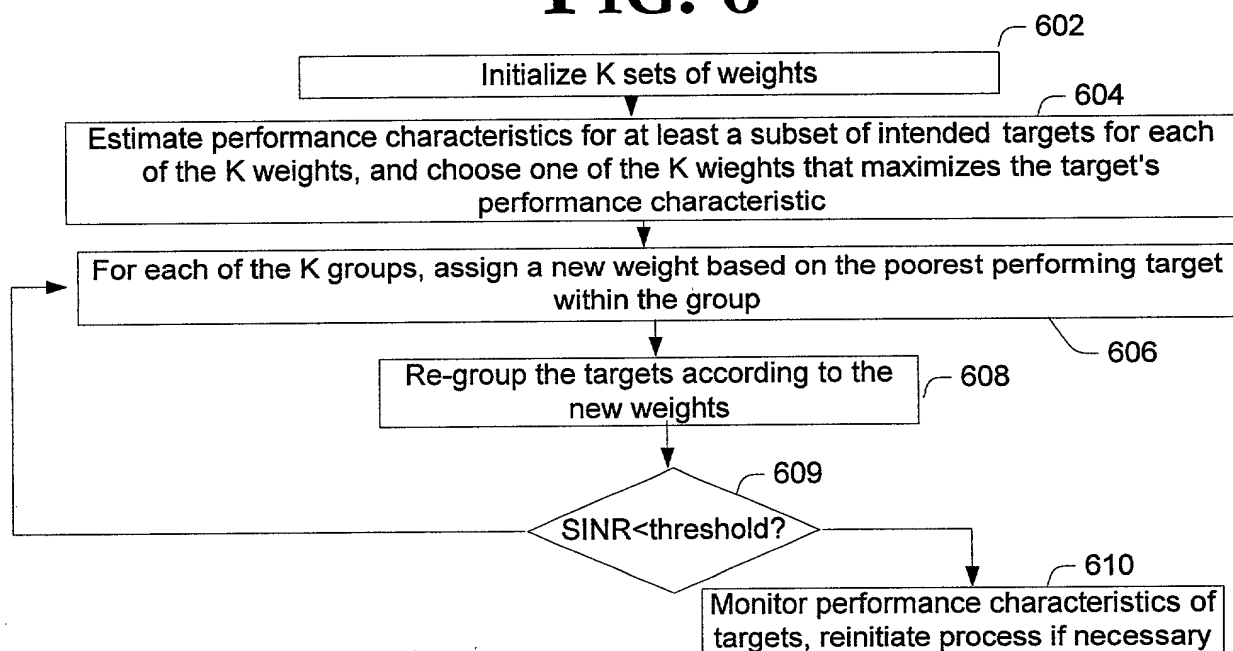 FIG. 6
602
Initialize K sets of weights
604
Estimate performance characteristics for at least a subset of intended targets for each
of the K weights, and choose one of the K wieghts that maximizes the target's
performance characteristic
For each of the K groups, assign a new weight based on the poorest performing target
within the group
606
Re-group the targets according to the
new weights
608
609
SINR<threshold?
610
Monitor performance characteristics of
targets, reinitiate process if necessary